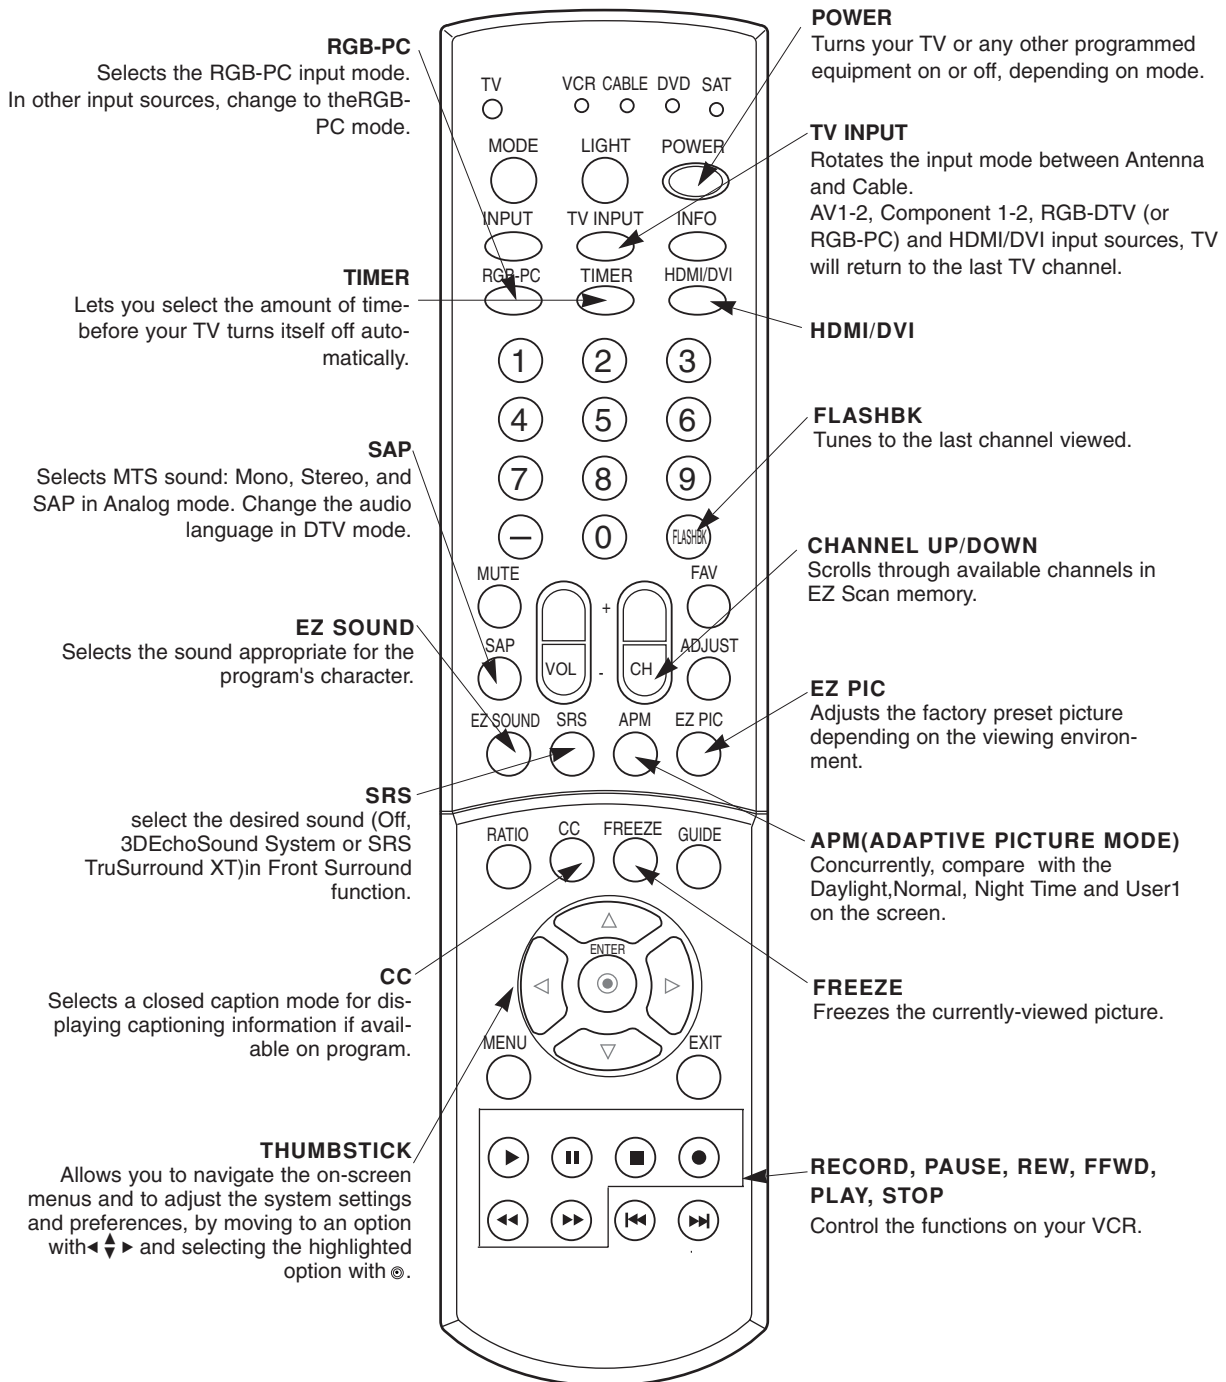 RGB-PC
Selects the RGB-PC input mode.
In other input sources, change to theRGB-
PC mode.
TIMER
Lets you select the amount of time-
before your TV turns itself off auto-
matically.
SAP
Selects MTS sound: Mono, Stereo, and
SAP in Analog mode. Change the audio
language in DTV mode.
EZ SOUND
Selects the sound appropriate for the
program's character.
SRS
select the desired sound (Off,
3DEchoSound System or SRS
TruSurround XT)in Front Surround
function.
CC
Selects a closed caption mode for dis-
playing captioning information if avail-
able on program.
THUMBSTICK
Allows you to navigate the on-screen
menus and to adjust the system settings
and preferences, by moving to an option
with◄▲▼► and selecting the highlighted
option with ◎.
TV VCR CABLE DVD SAT
MODE LIGHT POWER
INPUT TV INPUT INFO
RGB-PC TIMER HDMI/DVI
1 2 3
4 5 6
7 8 9
— 0 FLASHBK
MUTE FAV
+
SAP ADJUST
VOL - CH
EZ SOUND SRS APM EZ PIC
RATIO CC FREEZE GUIDE
ENTER
MENU EXIT
POWER
Turns your TV or any other programmed
equipment on or off, depending on mode.
TV INPUT
Rotates the input mode between Antenna
and Cable.
AV1-2, Component 1-2, RGB-DTV (or
RGB-PC) and HDMI/DVI input sources, TV
will return to the last TV channel.
HDMI/DVI
FLASHBK
Tunes to the last channel viewed.
CHANNEL UP/DOWN
Scrolls through available channels in
EZ Scan memory.
EZ PIC
Adjusts the factory preset picture
depending on the viewing environ-
ment.
APM(ADAPTIVE PICTURE MODE)
Concurrently, compare with the
Daylight,Normal, Night Time and User1
on the screen.
FREEZE
Freezes the currently-viewed picture.
RECORD, PAUSE, REW, FFWD,
PLAY, STOP
Control the functions on your VCR.